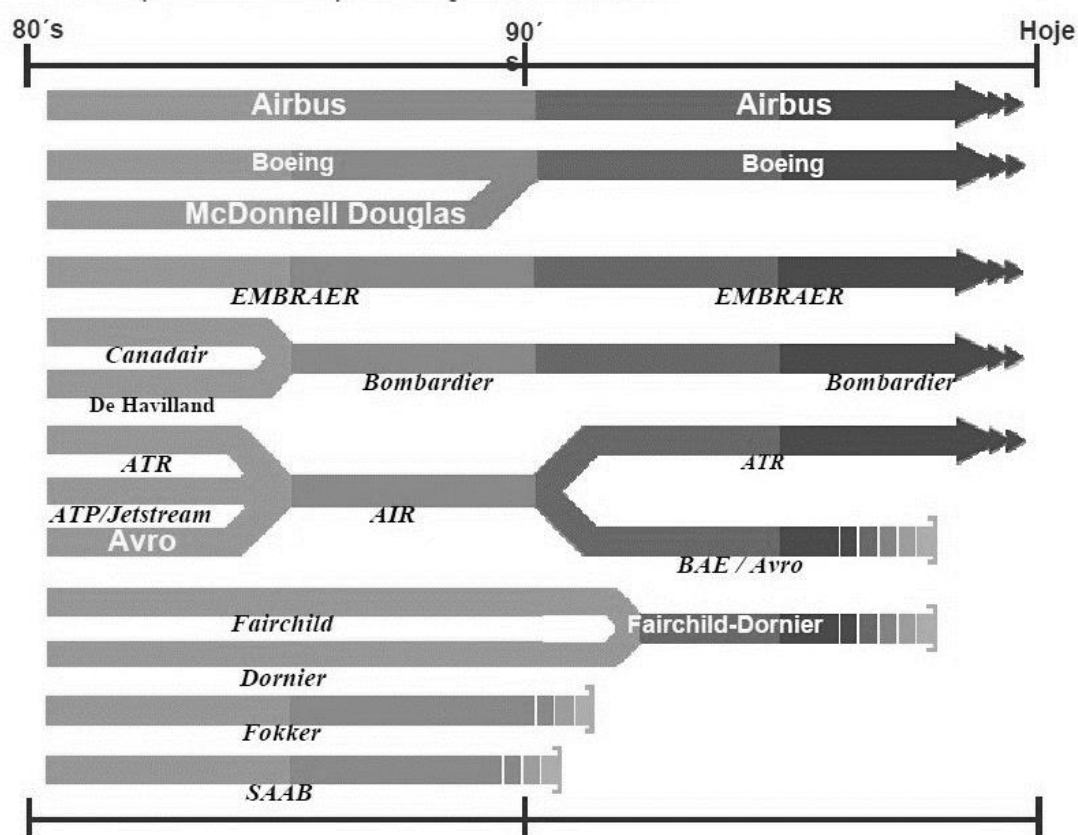 80´s
90´
s
Hoje
Airbus Airbus
Boeing Boeing
McDonnell Douglas
EMBRAER EMBRAER
Canadair
Bombardier Bombardier
De Havilland
ATR ATR
ATP/Jetstream AIR
Avro
BAE / Avro
Fairchild Fairchild-Dornier
Dornier
Fokker
SAAB